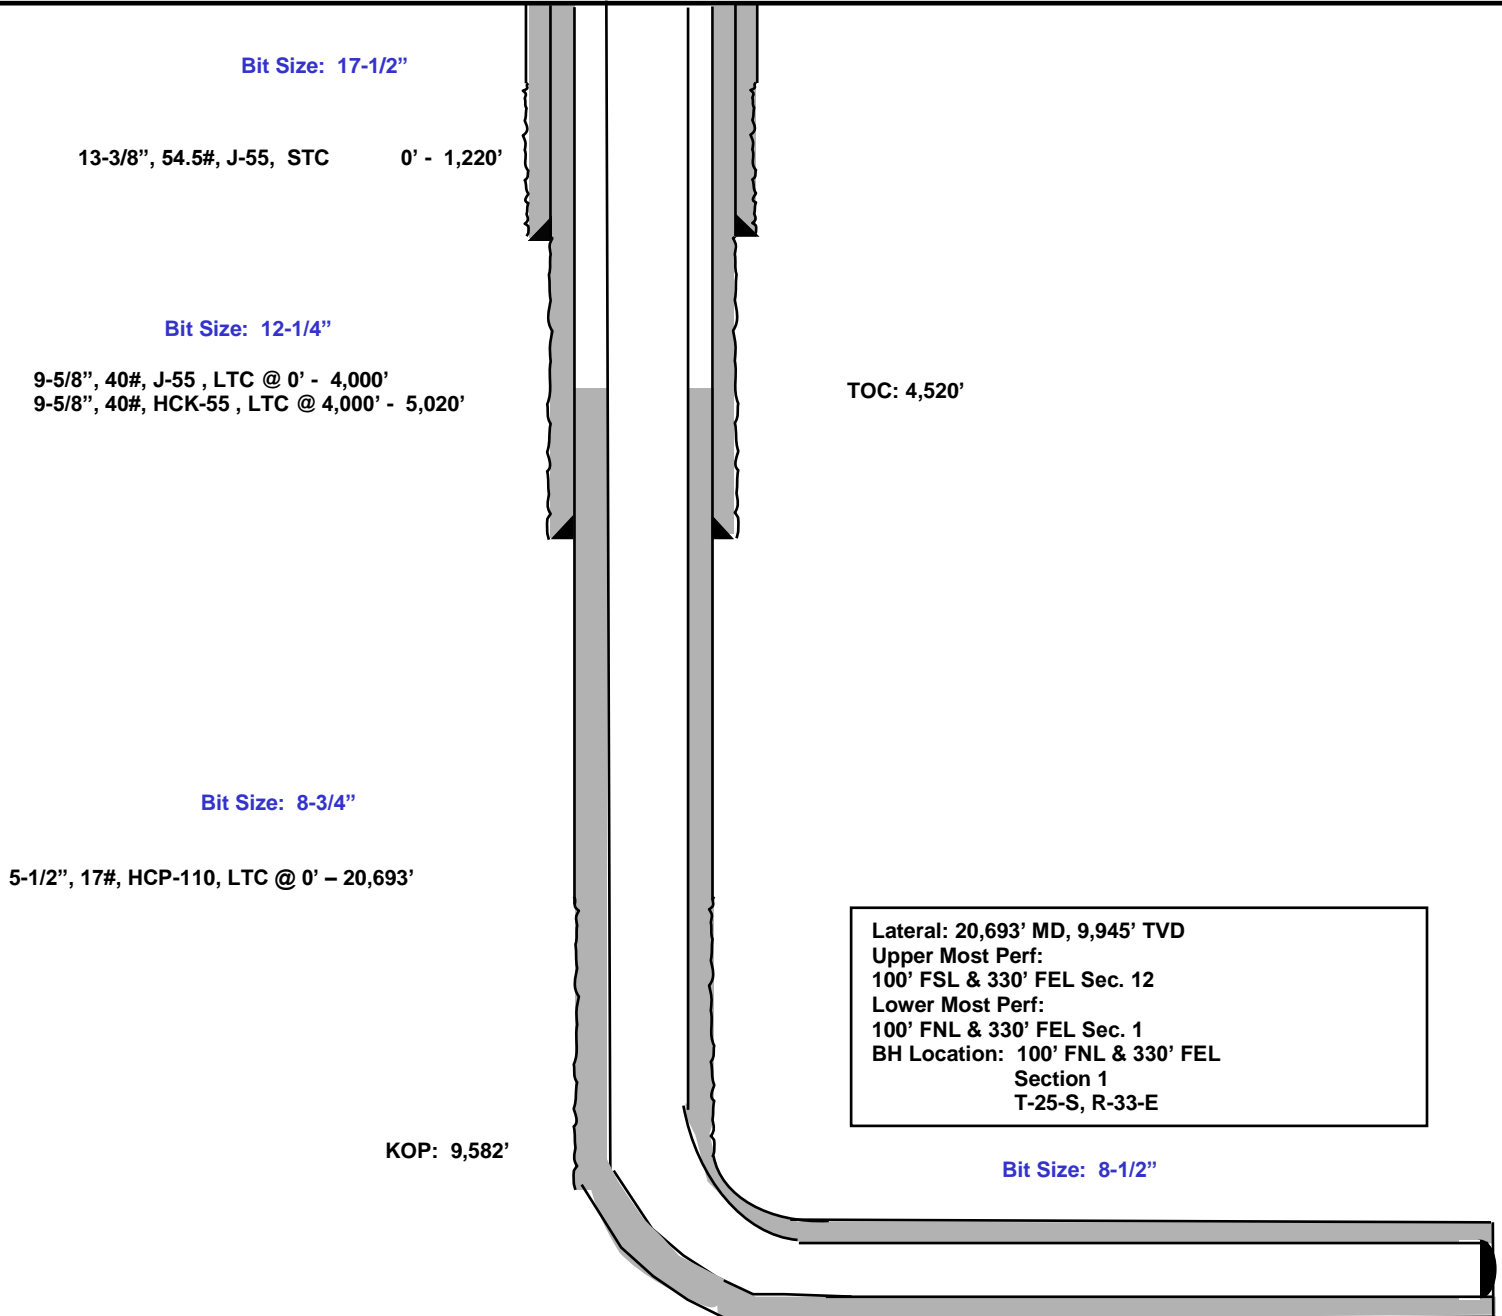 Bit Size: 17-1/2”
13-3/8”, 54.5#, J-55, STC 0’ - 1,220’
Bit Size: 12-1/4”
9-5/8”, 40#, J-55 , LTC @ 0’ - 4,000’
9-5/8”, 40#, HCK-55 , LTC @ 4,000’ - 5,020’
TOC: 4,520’
Bit Size: 8-3/4”
5-1/2”, 17#, HCP-110, LTC @ 0’ – 20,693’
Lateral: 20,693’ MD, 9,945’ TVD
Upper Most Perf:
100’ FSL & 330’ FEL Sec. 12
Lower Most Perf:
100’ FNL & 330’ FEL Sec. 1
BH Location: 100’ FNL & 330’ FEL
Section 1
T-25-S, R-33-E
KOP: 9,582’
Bit Size: 8-1/2”